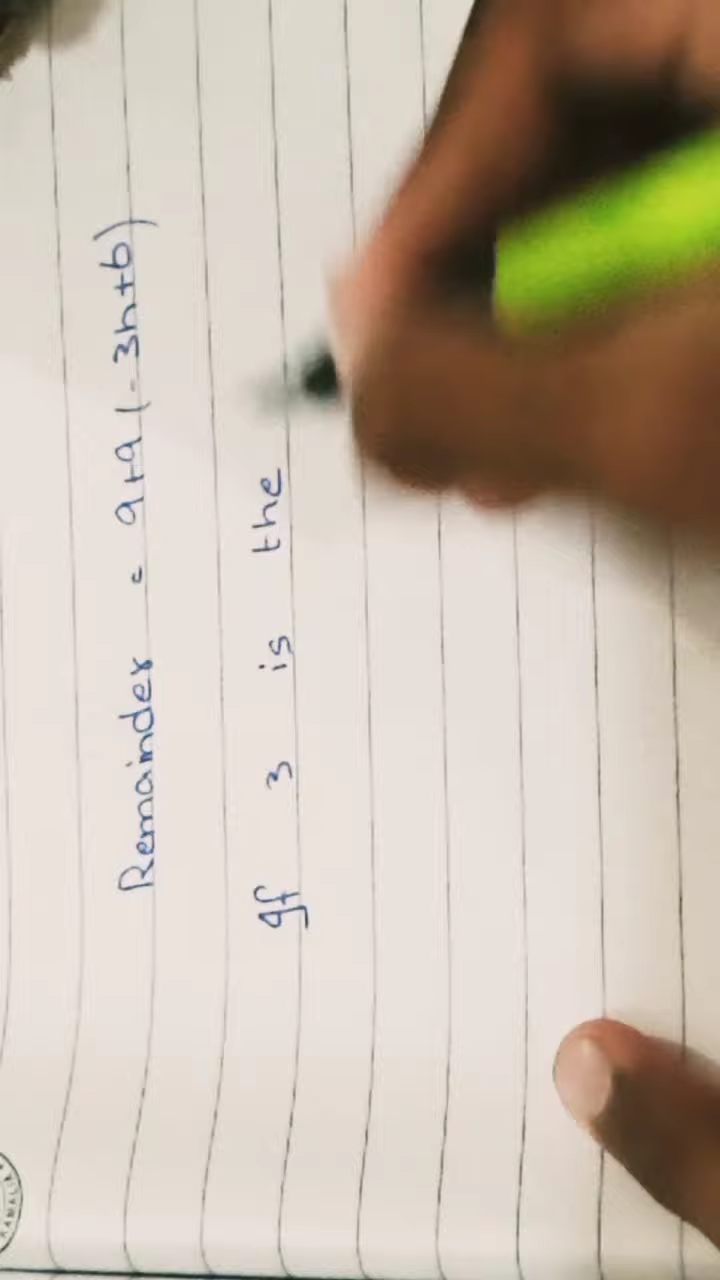 Remainder = 9+9(-3h+6)
If 3 is the